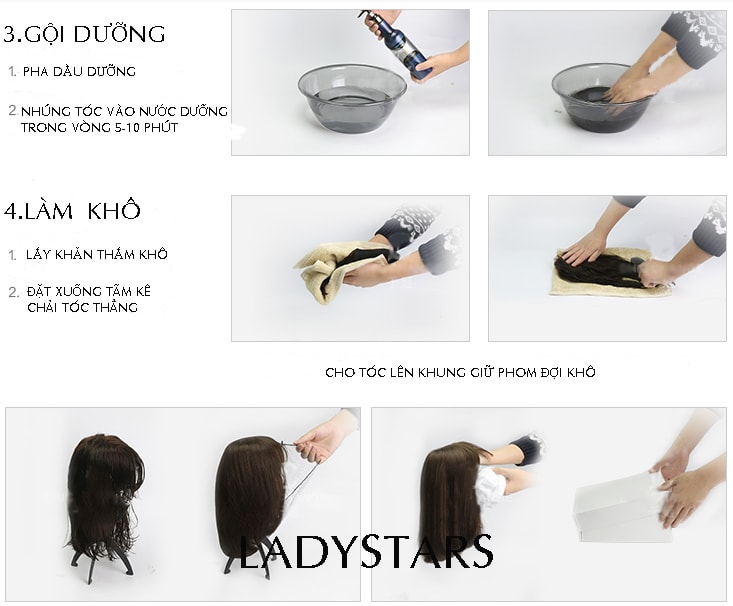 3.GỘI DƯỠNG
1. PHA DẦU DƯỠNG
2 NHÚNG TÓC VÀO NƯỚC DƯỠNG
TRONG VÒNG 5-10 PHÚT
4.LÀM KHÔ
1. LẤY KHĂN THẤM KHÔ
2. ĐẶT XUỐNG TẤM KÊ
CHẢI TÓC THẲNG
CHO TÓC LÊN KHUNG GIỮ PHOM ĐỢI KHÔ
LADYSTARS